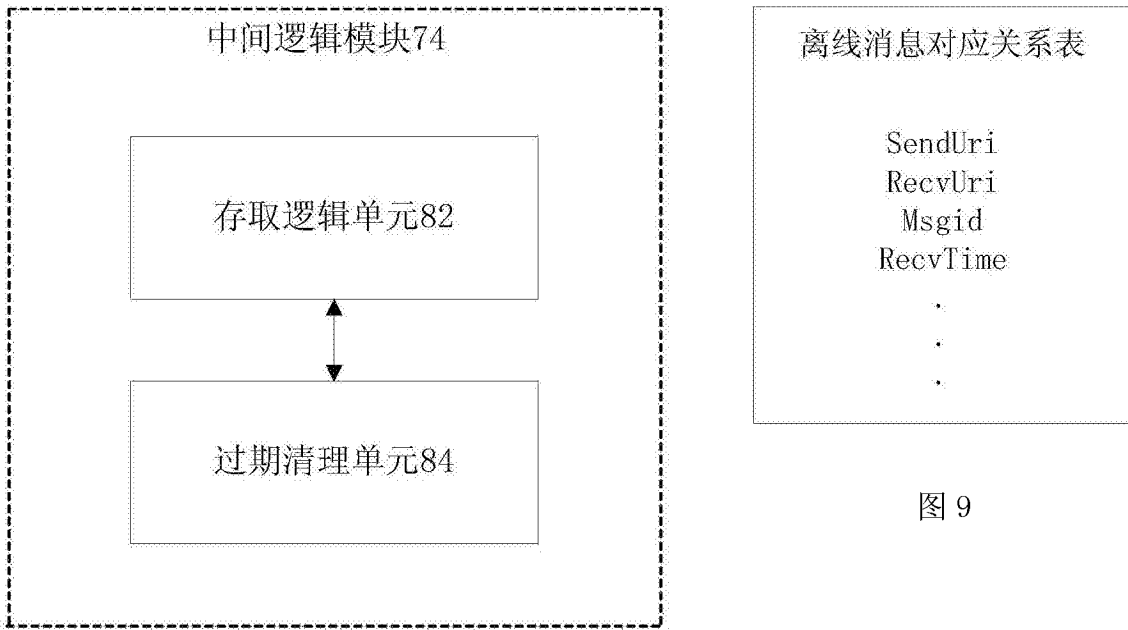 中间逻辑模块74
存取逻辑单元82
过期清理单元84
离线消息对应关系表
SendUri
RecvUri
Msgid
RecvTime
图 9